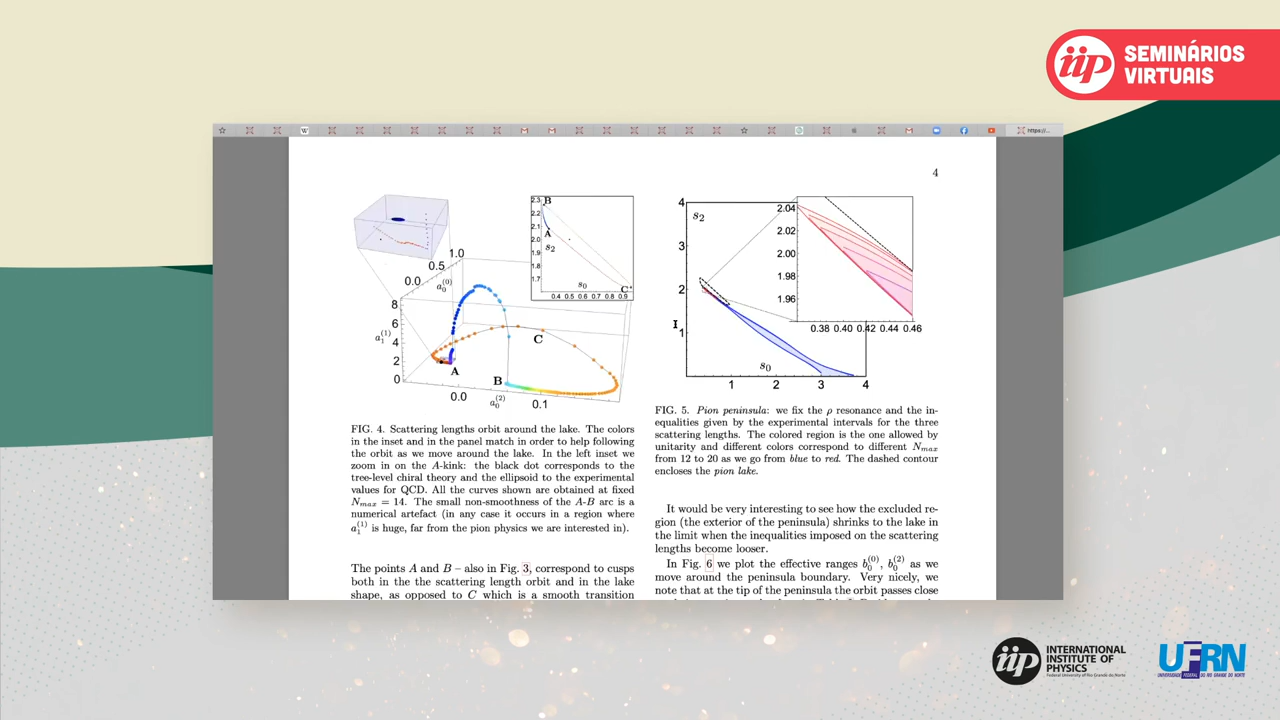 iip SEMINÁRIOS
VIRTUAIS
W
https://...
4
2.3
2.2
2.1
2.0
1.9
1.8
1.7
B
A
s2
s0
C
0.4 0.5 0.6 0.7 0.8 0.9
1.0
0.5
0.0
a0(0)
8
6
4
2
0
a1(1)
A
B
C
0.0
a0(2)
0.1
FIG. 4. Scattering lengths orbit around the lake. The colors
in the inset and in the panel match in order to help following
the orbit as we move around the lake. In the left inset we
zoom in on the A-kink: the black dot corresponds to the
tree-level chiral theory and the ellipsoid to the experimental
values for QCD. All the curves shown are obtained at fixed
Nmax = 14. The small non-smoothness of the A-B arc is a
numerical artefact (in any case it occurs in a region where
a1(1) is huge, far from the pion physics we are interested in).
The points A and B – also in Fig. 3, correspond to cusps
both in the the scattering length orbit and in the lake
shape, as opposed to C which is a smooth transition
4
3
2
1
s2
s0
1 2 3 4
2.04
2.02
2.00
1.98
1.96
0.38 0.40 0.42 0.44 0.46
FIG. 5. Pion peninsula: we fix the ρ resonance and the in-
equalities given by the experimental intervals for the three
scattering lengths. The colored region is the one allowed by
unitarity and different colors correspond to different Nmax
from 12 to 20 as we go from blue to red. The dashed contour
encloses the pion lake.
It would be very interesting to see how the excluded re-
gion (the exterior of the peninsula) shrinks to the lake in
the limit when the inequalities imposed on the scattering
lengths become looser.
In Fig. 6 we plot the effective ranges b0(0), b0(2) as we
move around the peninsula boundary. Very nicely, we
note that at the tip of the peninsula the orbit passes close
iip INTERNATIONAL
INSTITUTE OF
PHYSICS
Federal University of Rio Grande do Norte
UFRN
UNIVERSIDADE FEDERAL DO RIO GRANDE DO NORTE